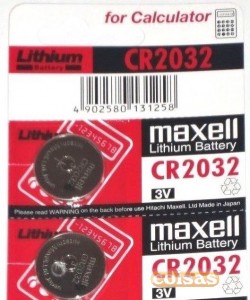 for Calculator
Lithium
Battery
CR2032
4 902580 131258
maxell
Lithium Battery
CR2032
3V
Please read WARNING on the back before use Hitachi Maxell, Ltd Made in Japan
maxell
Lithium Battery
CR2032
3V
coisas